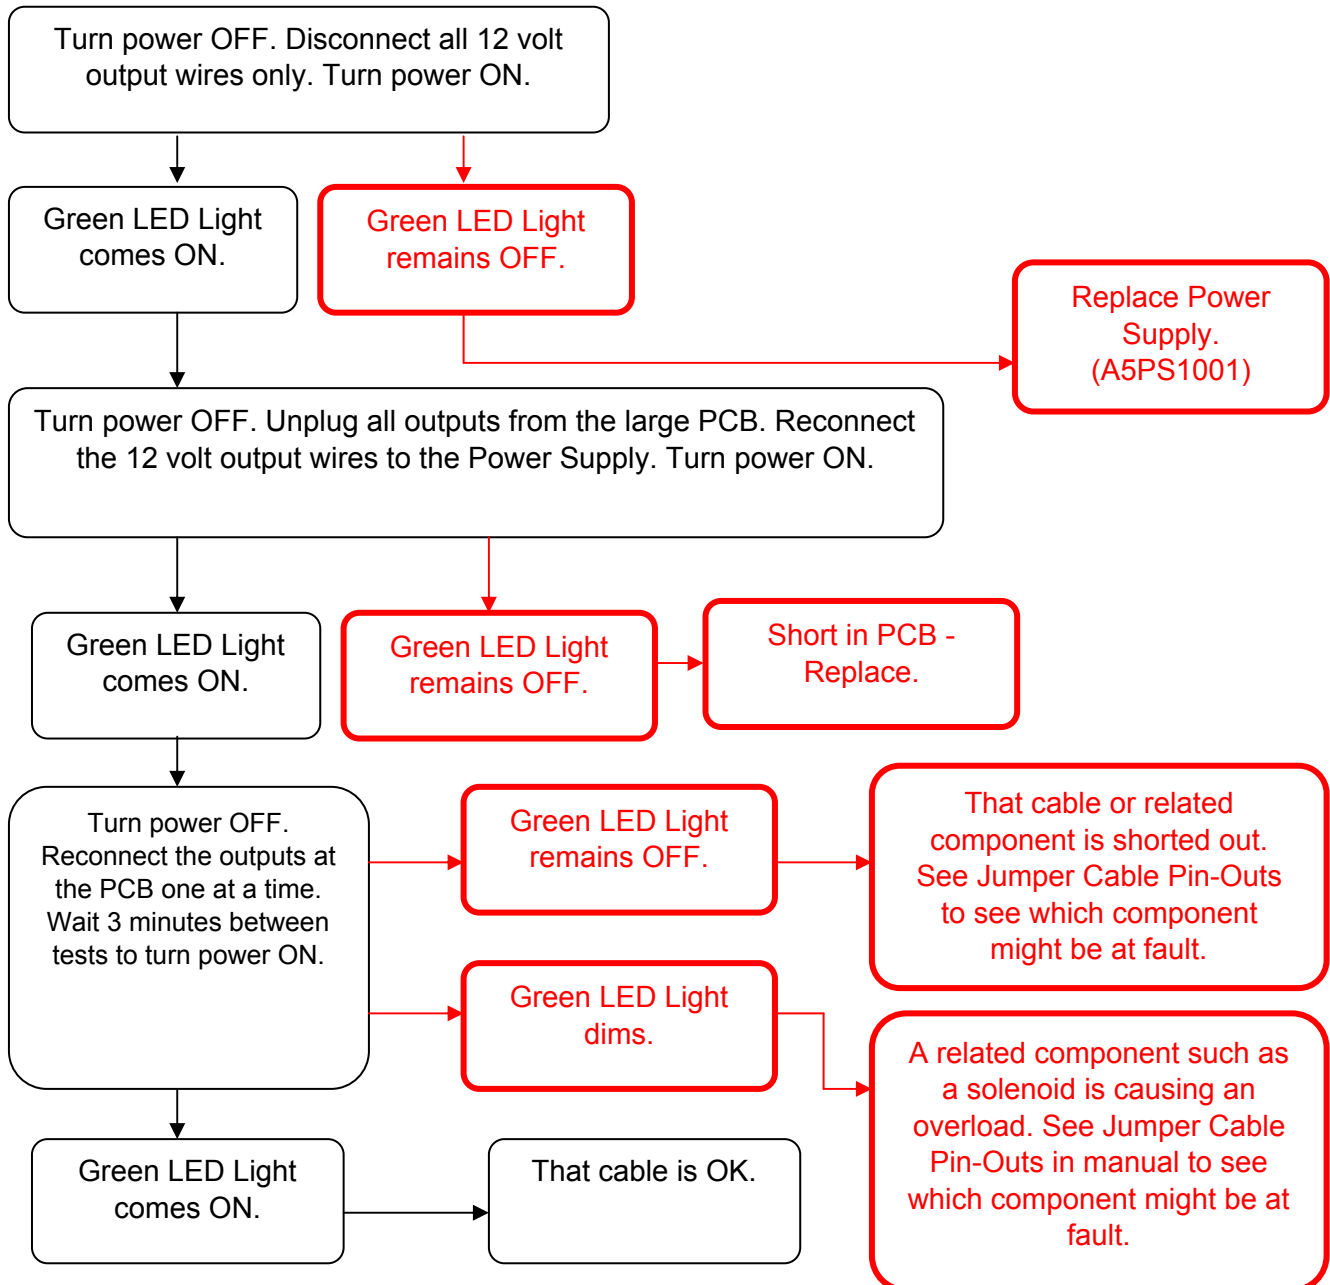 Turn power OFF. Disconnect all 12 volt
output wires only. Turn power ON.
Green LED Light
comes ON.
Green LED Light
remains OFF.
Replace Power
Supply.
(A5PS1001)
Turn power OFF. Unplug all outputs from the large PCB. Reconnect
the 12 volt output wires to the Power Supply. Turn power ON.
Green LED Light
comes ON.
Green LED Light
remains OFF.
Short in PCB -
Replace.
Turn power OFF.
Reconnect the outputs at
the PCB one at a time.
Wait 3 minutes between
tests to turn power ON.
Green LED Light
remains OFF.
That cable or related
component is shorted out.
See Jumper Cable Pin-Outs
to see which component
might be at fault.
Green LED Light
dims.
A related component such as
a solenoid is causing an
overload. See Jumper Cable
Pin-Outs in manual to see
which component might be at
fault.
Green LED Light
comes ON.
That cable is OK.